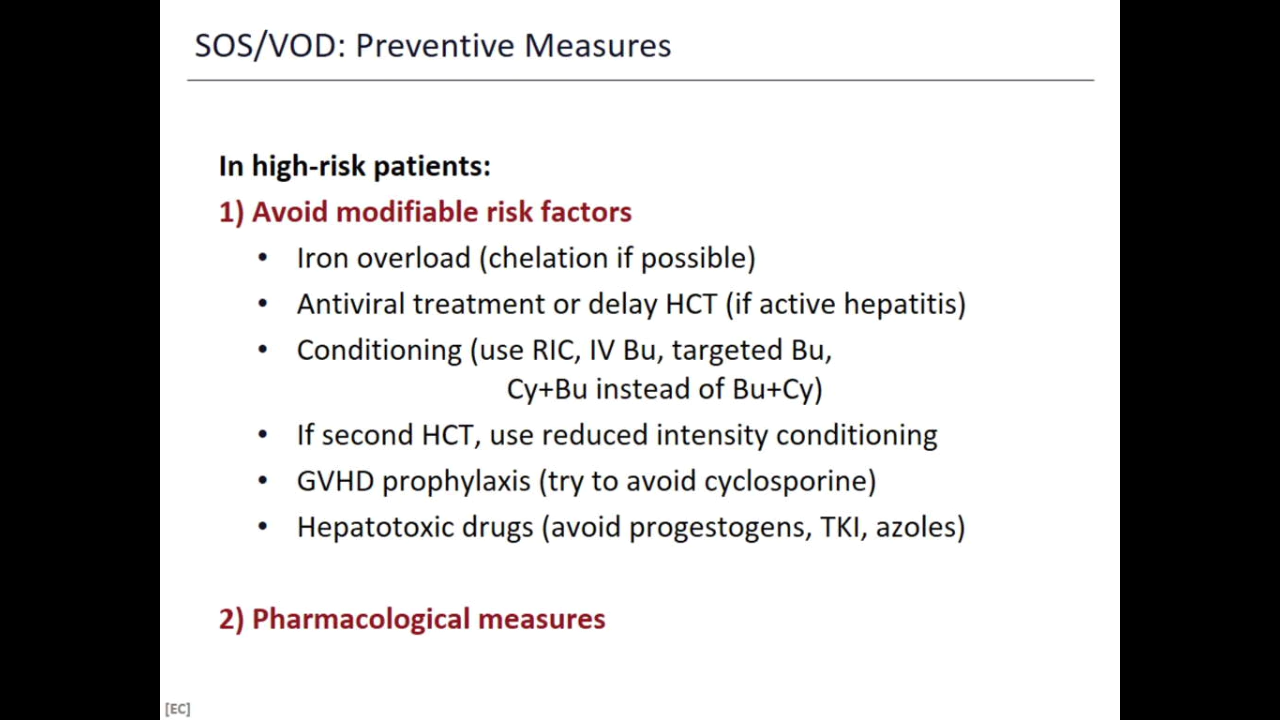 SOS/VOD: Preventive Measures
In high-risk patients:
1) Avoid modifiable risk factors
• Iron overload (chelation if possible)
• Antiviral treatment or delay HCT (if active hepatitis)
• Conditioning (use RIC, IV Bu, targeted Bu,
Cy+Bu instead of Bu+Cy)
• If second HCT, use reduced intensity conditioning
• GVHD prophylaxis (try to avoid cyclosporine)
• Hepatotoxic drugs (avoid progestogens, TKI, azoles)
2) Pharmacological measures
[EC]